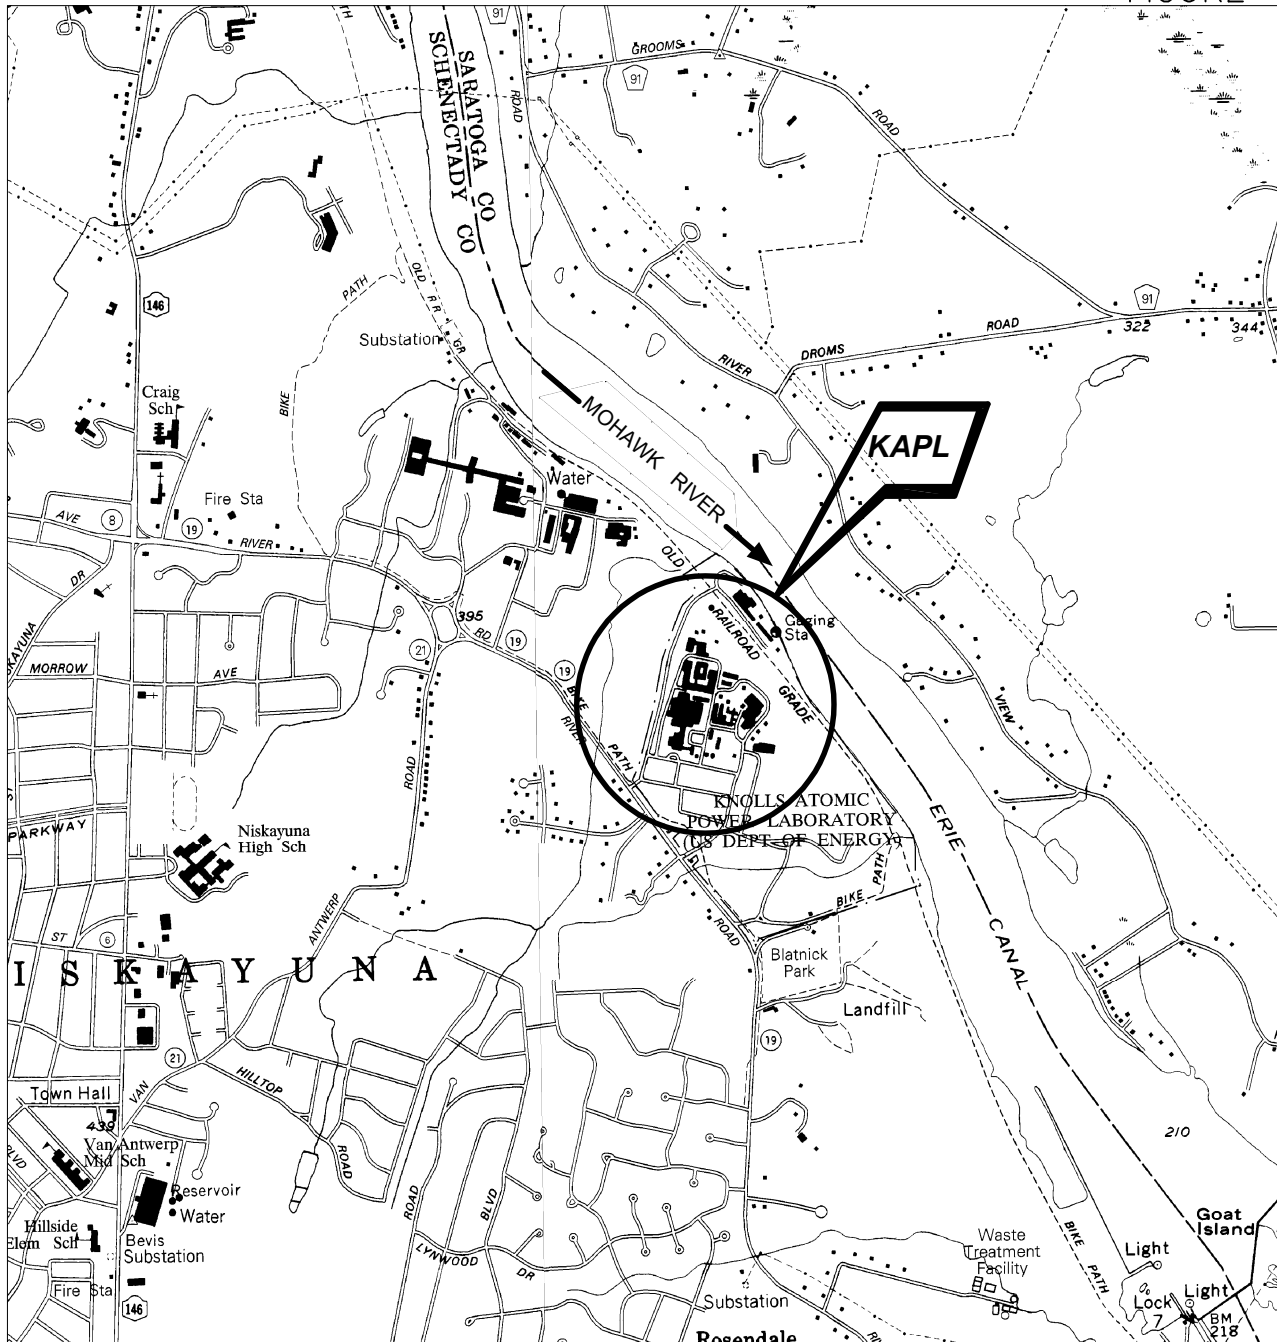 91
GROOMS
91
ROAD
ROAD
SARATOGA CO
SCHENECTADY CO
PATH
OLD R R GR
146
91
322
344
ROAD
DROMS
RIVER
Substation
BIKE
Craig
Sch
MOHAWK RIVER
KAPL
Water
Fire Sta
AVE
8
19
RIVER
OLD
DR
395
RD
19
21
19
Gaging
Sta
RAILROAD
GRADE
MORROW
AVE
BIKE
RIVER
PATH
VIEW
ROAD
KNOLLS ATOMIC
POWER LABORATORY
(US DEPT OF ENERGY)
ERIE
CANAL
PARKWAY
Niskayuna
High Sch
PATH
BIKE
ANTWERP
ROAD
ST
6
Blatnick
Park
ISKAYUNA
Landfill
19
21
Town Hall
VAN
HILLTOP
ROAD
439
Van Antwerp
Mid Sch
BLVD
210
Reservoir
Water
ROAD
BLVD
Hillside
Elem Sch
Bevis
Substation
LYNWOOD
DR
Waste
Treatment
Facility
BIKE PATH
Goat
Island
Light
Fire Sta
146
Substation
Light
Lock
7
BM
218
Rosendale